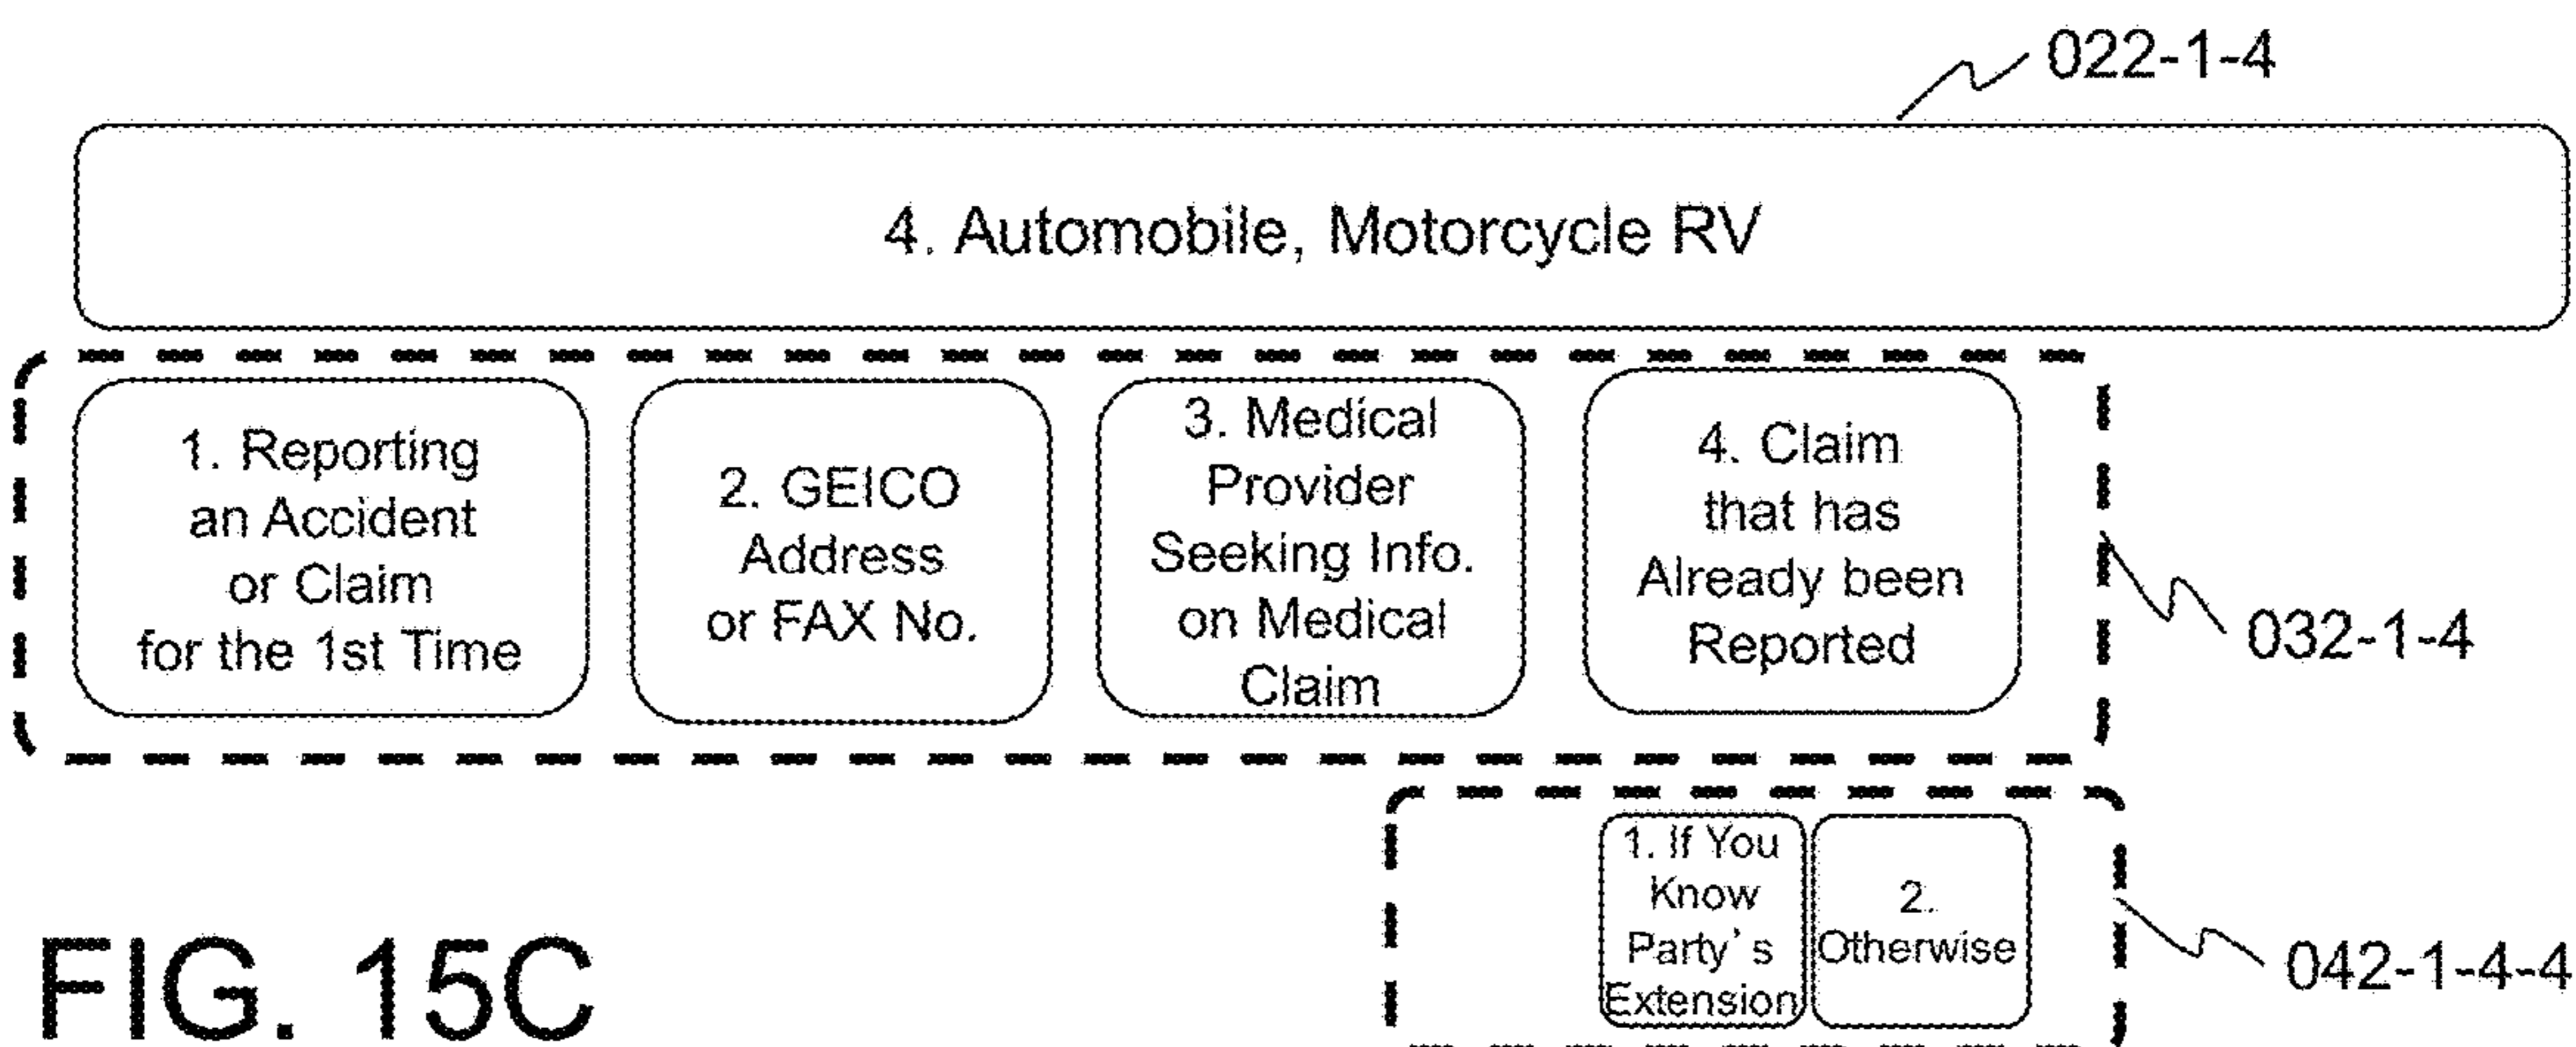 022-1-4
4. Automobile, Motorcycle RV
1. Reporting
an Accident
or Claim
for the 1st Time
2. GEICO
Address
or FAX No.
3. Medical
Provider
Seeking Info.
on Medical
Claim
4. Claim
that has
Already been
Reported
032-1-4
1. If You
Know
Party's
Extension
2.
Otherwise
042-1-4-4
FIG. 15C